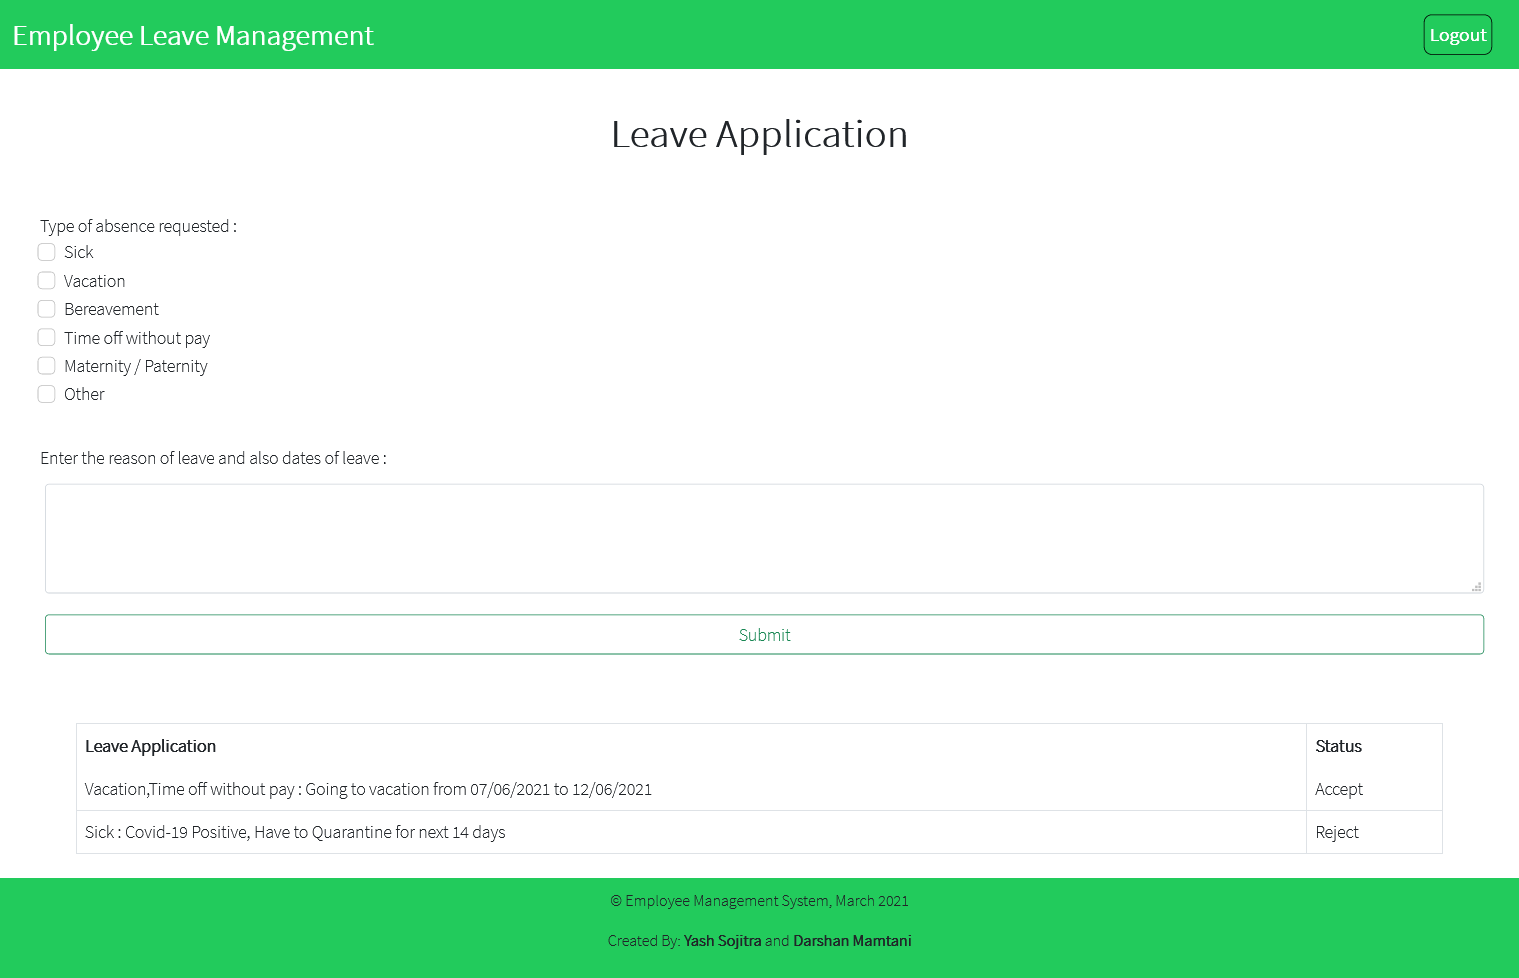 Employee Leave Management
Logout
Leave Application
Type of absence requested :
Sick
Vacation
Bereavement
Time off without pay
Maternity / Paternity
Other
Enter the reason of leave and also dates of leave :
Submit
Leave Application Status
Vacation,Time off without pay : Going to vacation from 07/06/2021 to 12/06/2021 Accept
Sick : Covid-19 Positive, Have to Quarantine for next 14 days Reject
© Employee Management System, March 2021
Created By: Yash Sojitra and Darshan Mamtani